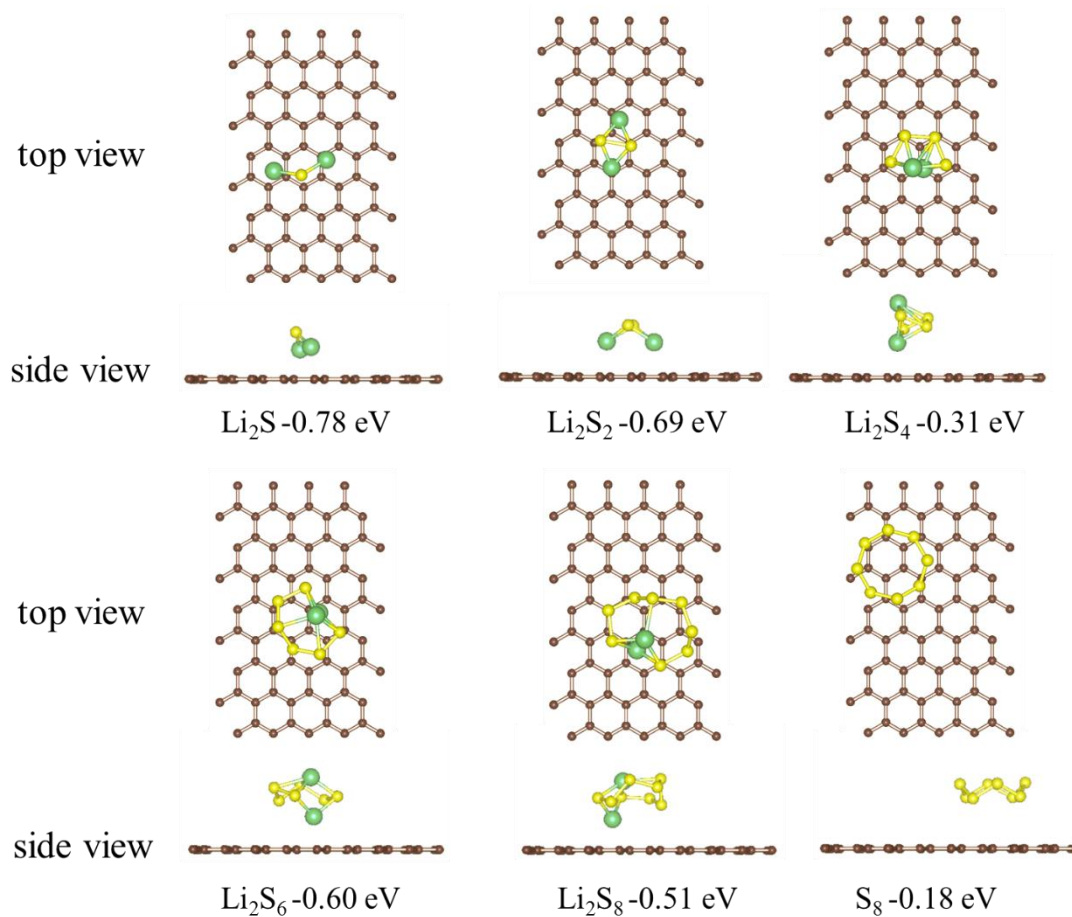 top view
side view
Li₂S -0.78 eV Li₂S₂ -0.69 eV Li₂S₄ -0.31 eV
top view
side view
Li₂S₆ -0.60 eV Li₂S₈ -0.51 eV S₈ -0.18 eV